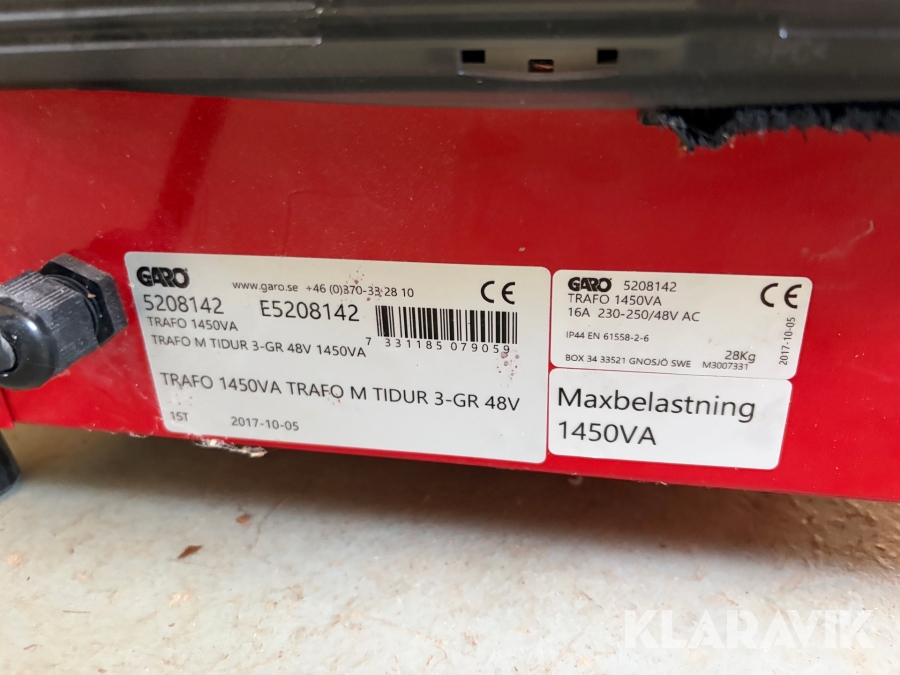 GARO
www.garo.se +46 (0)370-33 28 10
CE
5208142 E5208142
TRAFO 1450VA
TRAFO M TIDUR 3-GR 48V 1450VA
7 331185 079059
TRAFO 1450VA TRAFO M TIDUR 3-GR 48V
1ST 2017-10-05
GARO 5208142
TRAFO 1450VA
16A 230-250/48V AC
CE
IP44 EN 61558-2-6
28Kg
BOX 34 33521 GNOSJÖ SWE M3007331
2017-10-05
Maxbelastning
1450VA
KLARAVIK